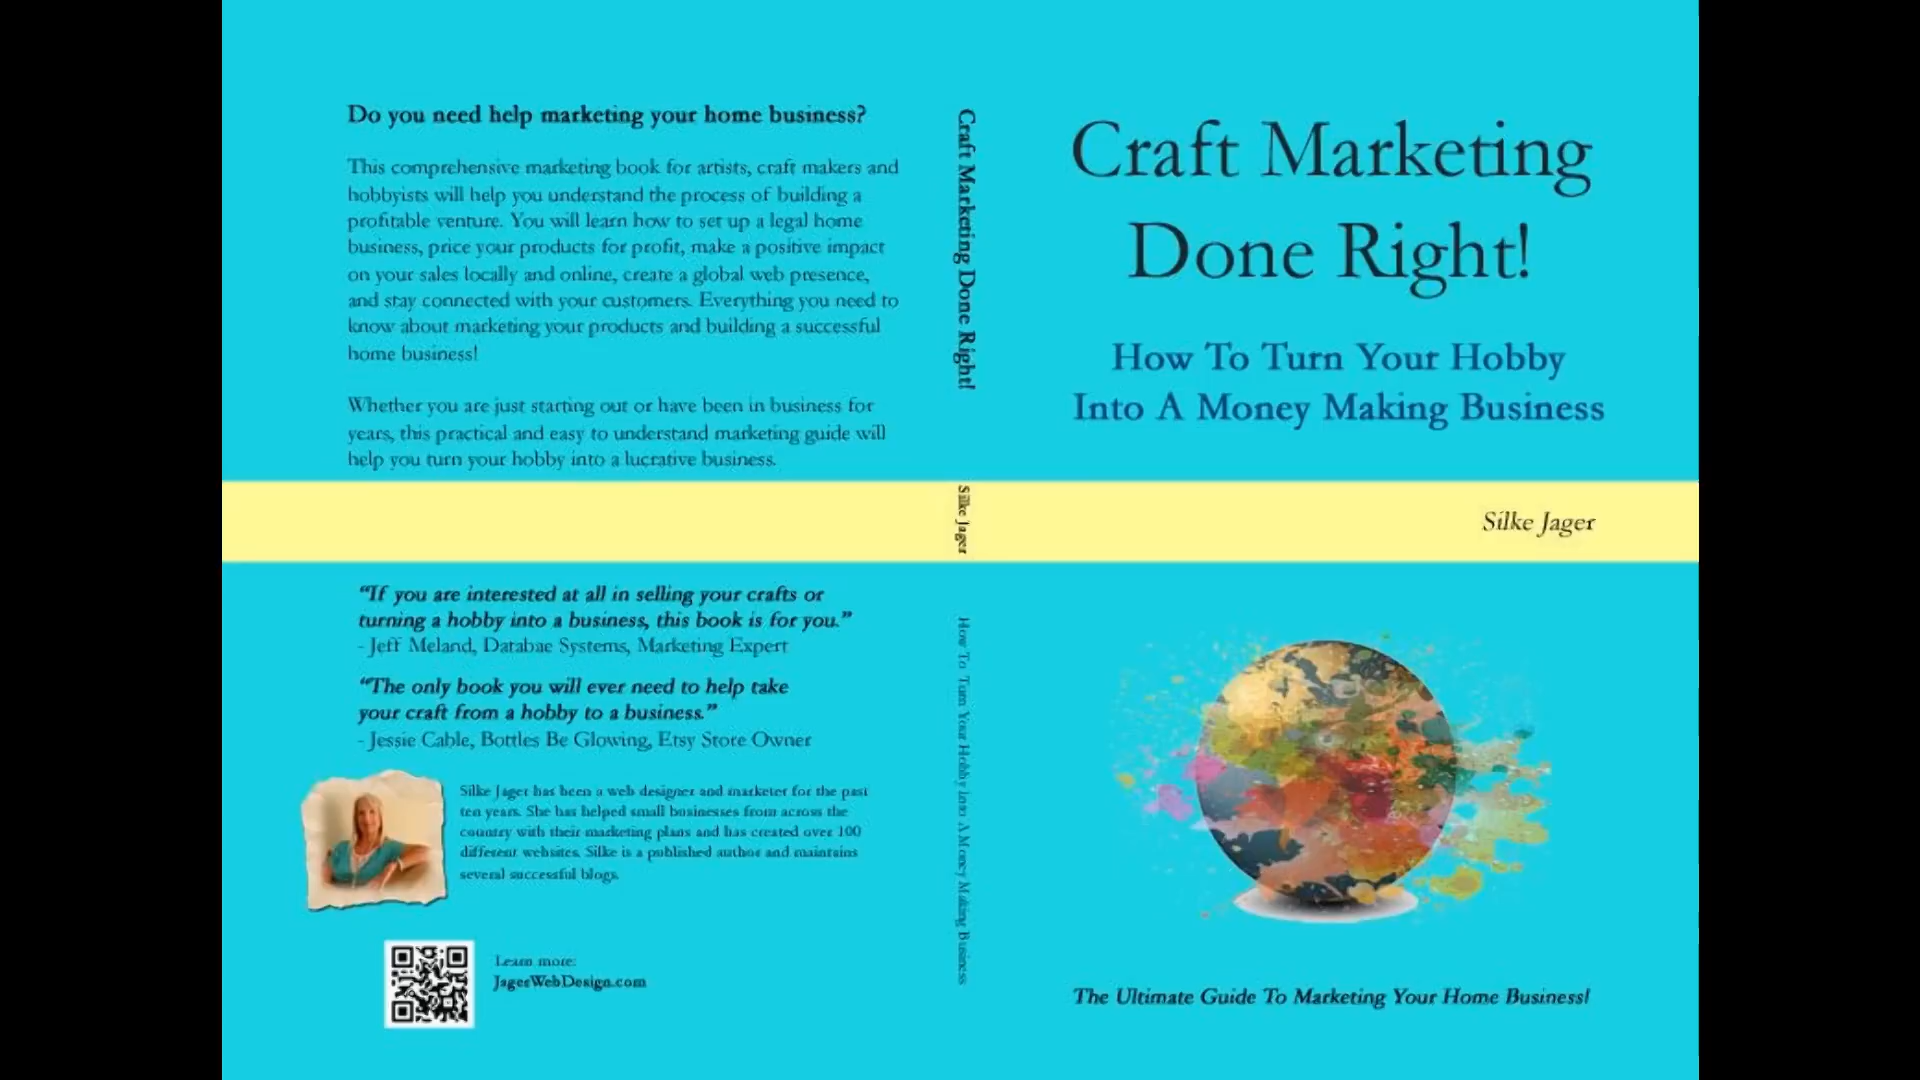 Do you need help marketing your home business?
This comprehensive marketing book for artists, craft makers and
hobbyists will help you understand the process of building a
profitable venture. You will learn how to set up a legal home
business, price your products for profit, make a positive impact
on your sales locally and online, create a global web presence,
and stay connected with your customers. Everything you need to
know about marketing your products and building a successful
home business!
Whether you are just starting out or have been in business for
years, this practical and easy to understand marketing guide will
help you turn your hobby into a lucrative business.
“If you are interested at all in selling your crafts or
turning a hobby into a business, this book is for you.”
- Jeff Meland, Databae Systems, Marketing Expert
“The only book you will ever need to help take
your craft from a hobby to a business.”
- Jessie Cable, Bottles Be Glowing, Etsy Store Owner
Silke Jager has been a web designer and marketer for the past
ten years. She has helped small businesses from across the
country with their marketing plans and has created over 100
different websites. Silke is a published author and maintains
several successful blogs.
Learn more:
JagerWebDesign.com
Craft Marketing Done Right!
Silke Jager
How To Turn Your Hobby Into A Money Making Business
Craft Marketing
Done Right!
How To Turn Your Hobby
Into A Money Making Business
Silke Jager
The Ultimate Guide To Marketing Your Home Business!